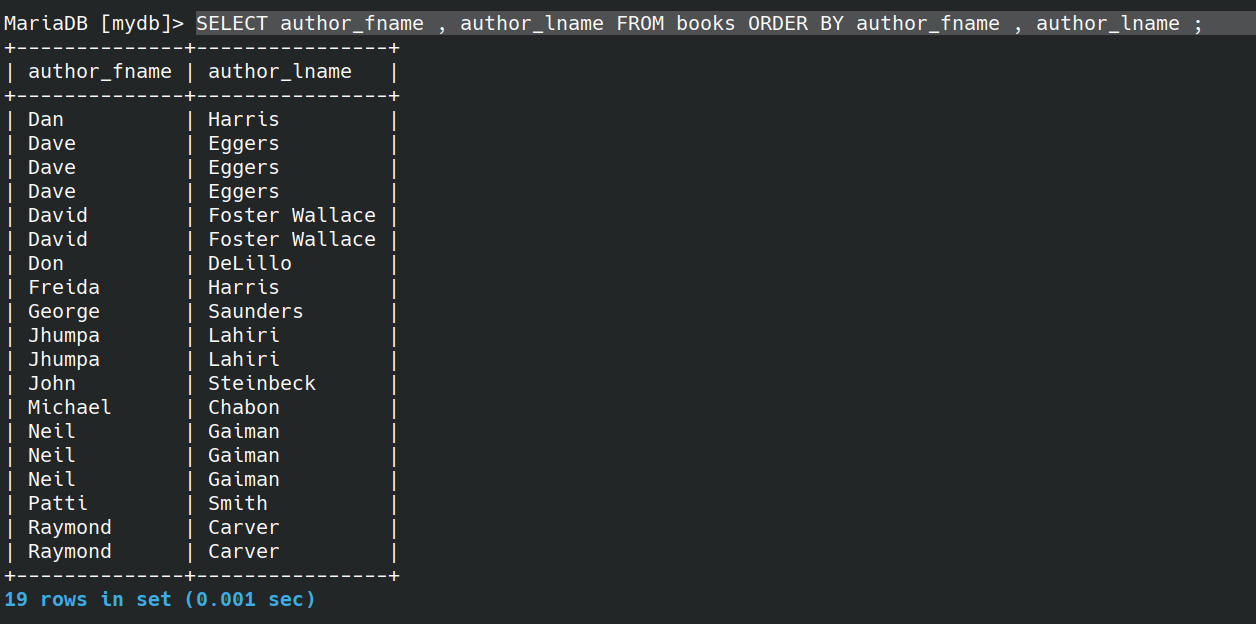 MariaDB [mydb]> SELECT author_fname , author_lname FROM books ORDER BY author_fname , author_lname ;
+--------------+----------------+
| author_fname | author_lname   |
+--------------+----------------+
| Dan          | Harris         |
| Dave         | Eggers         |
| Dave         | Eggers         |
| Dave         | Eggers         |
| David        | Foster Wallace |
| David        | Foster Wallace |
| Don          | DeLillo        |
| Freida       | Harris         |
| George       | Saunders       |
| Jhumpa       | Lahiri         |
| Jhumpa       | Lahiri         |
| John         | Steinbeck      |
| Michael      | Chabon         |
| Neil         | Gaiman         |
| Neil         | Gaiman         |
| Neil         | Gaiman         |
| Patti        | Smith          |
| Raymond      | Carver         |
| Raymond      | Carver         |
+--------------+----------------+
19 rows in set (0.001 sec)